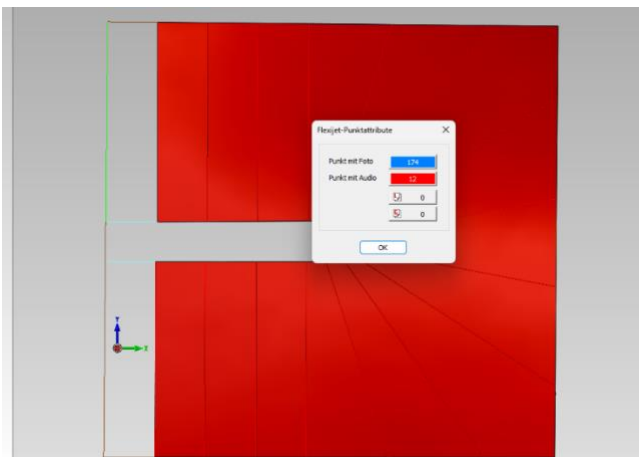 Flexijet-Punktattribute
Punkt mit Foto 174
Punkt mit Audio 12
0
0
OK
Y
X